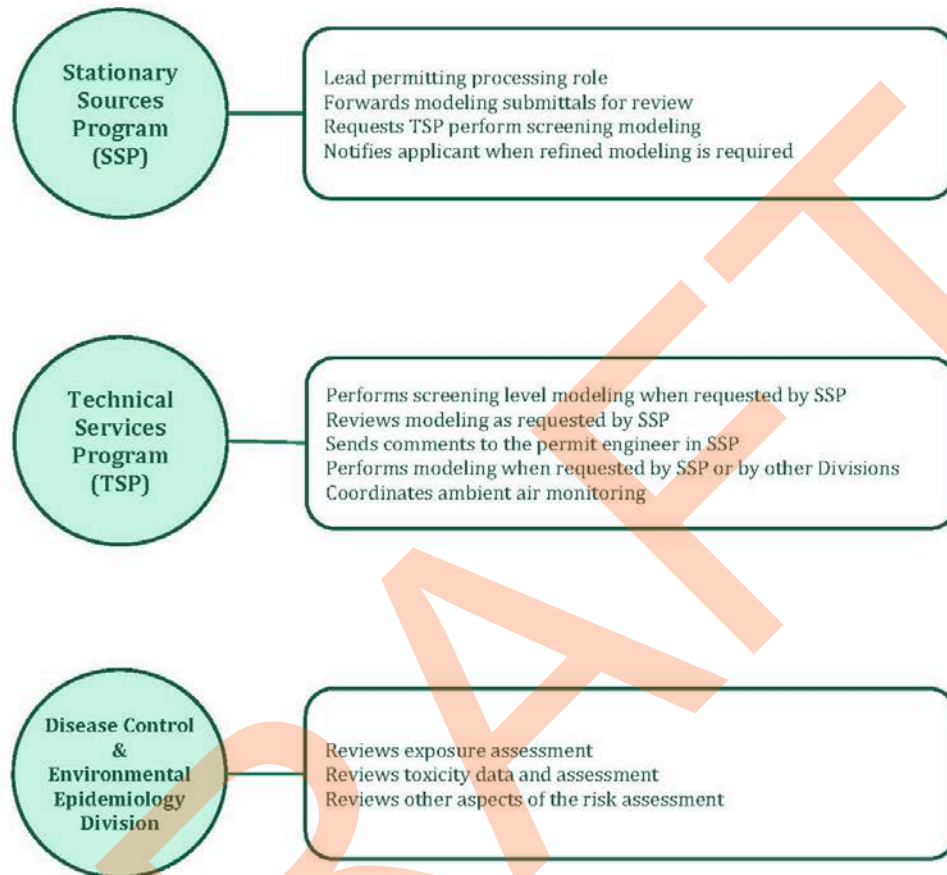 Stationary
Sources
Program
(SSP)
Lead permitting processing role
Forwards modeling submittals for review
Requests TSP perform screening modeling
Notifies applicant when refined modeling is required
Technical
Services
Program
(TSP)
Performs screening level modeling when requested by SSP
Reviews modeling as requested by SSP
Sends comments to the permit engineer in SSP
Performs modeling when requested by SSP or by other Divisions
Coordinates ambient air monitoring
Disease Control
&
Environmental
Epidemiology
Division
Reviews exposure assessment
Reviews toxicity data and assessment
Reviews other aspects of the risk assessment
RAFT